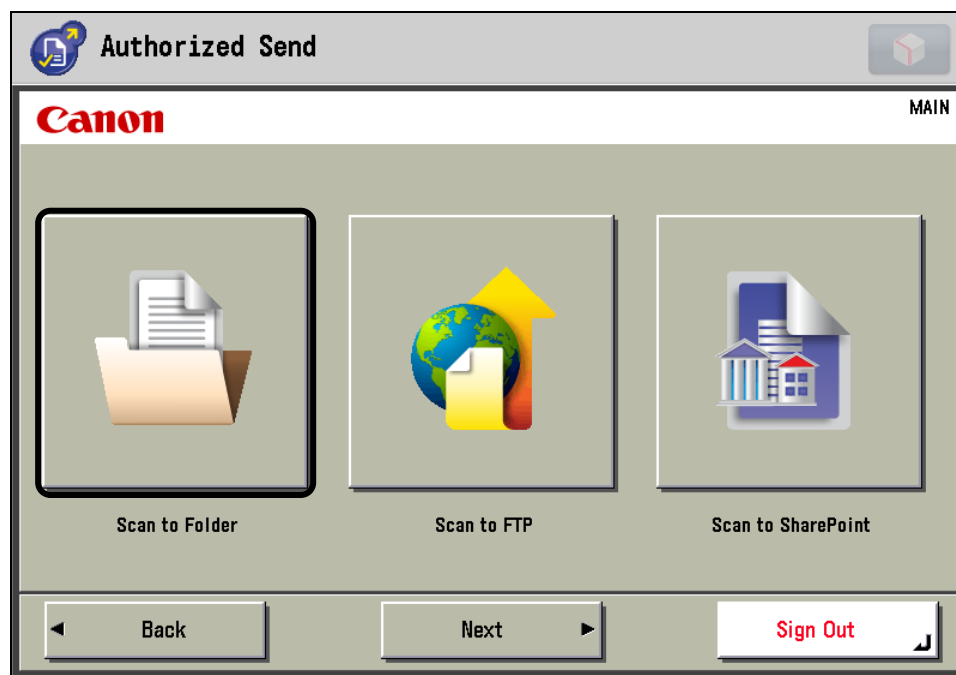 Authorized Send
Canon
MAIN
Scan to Folder
Scan to FTP
Scan to SharePoint
Back
Next
Sign Out